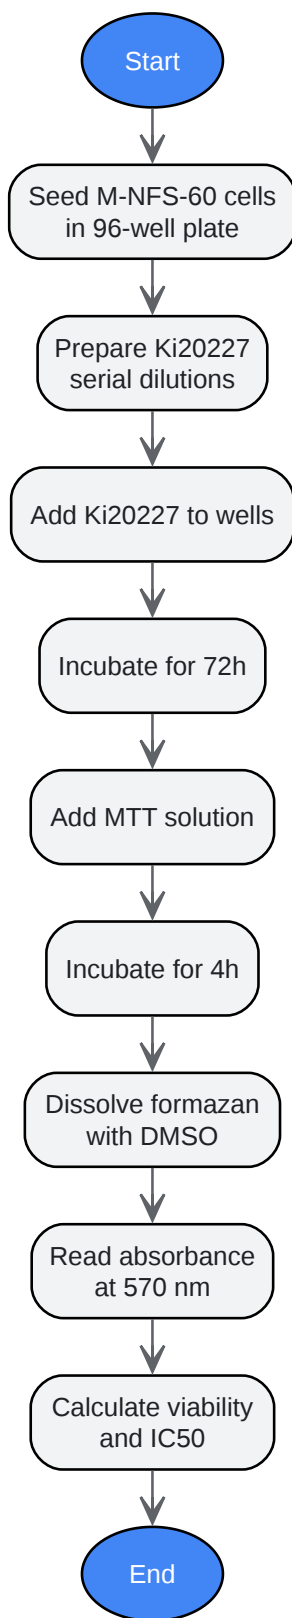 Start
Seed M-NFS-60 cells
in 96-well plate
Prepare Ki20227
serial dilutions
Add Ki20227 to wells
Incubate for 72h
Add MTT solution
Incubate for 4h
Dissolve formazan
with DMSO
Read absorbance
at 570 nm
Calculate viability
and IC50
End